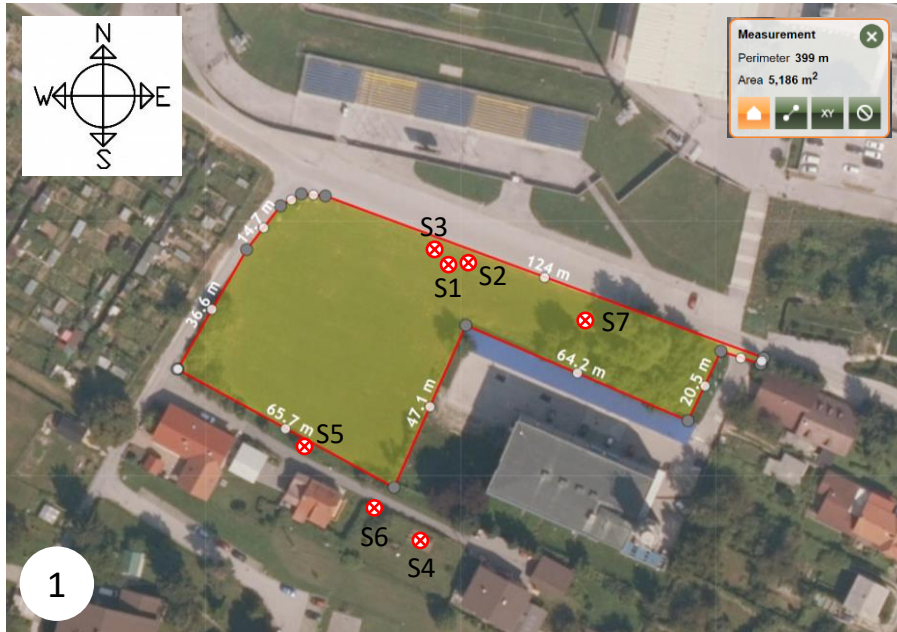 N
W E
S
Measurement
Perimeter 399 m
Area 5,186 m²
XY
14.7 m
S3
S1
S2
124 m
36.6 m
S7
64.2 m
20.5 m
47.1 m
65.7 m
S5
S6
S4
1